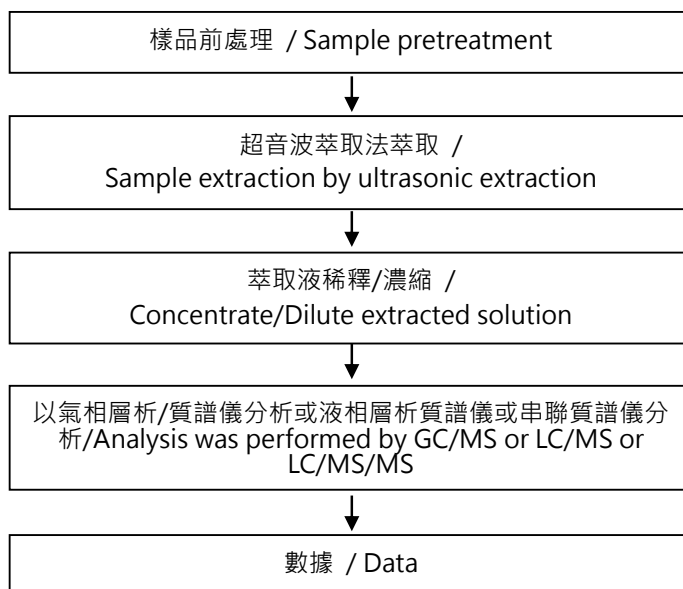 樣品前處理 / Sample pretreatment
超音波萃取法萃取 /
Sample extraction by ultrasonic extraction
萃取液稀釋/濃縮 /
Concentrate/Dilute extracted solution
以氣相層析/質譜儀分析或液相層析質譜儀或串聯質譜儀分
析/Analysis was performed by GC/MS or LC/MS or
LC/MS/MS
數據 / Data